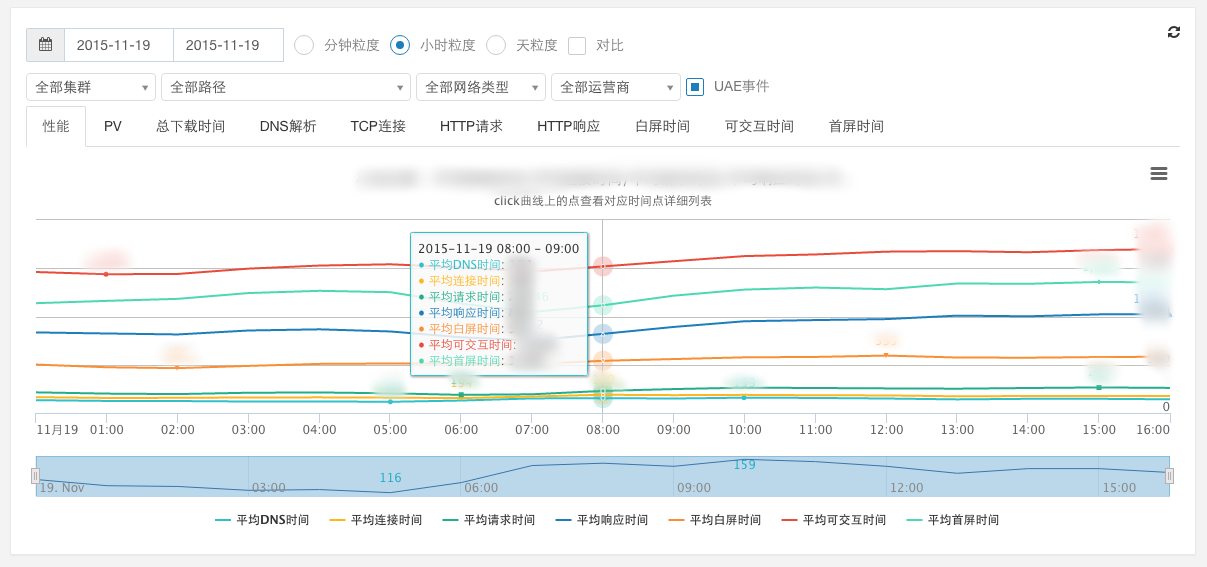 2015-11-19 2015-11-19 分钟粒度 小时粒度 天粒度 对比
全部集群 全部路径 全部网络类型 全部运营商 UAE事件
性能 PV 总下载时间 DNS解析 TCP连接 HTTP请求 HTTP响应 白屏时间 可交互时间 首屏时间
click曲线上的点查看对应时间点详细列表
2015-11-19 08:00 - 09:00
平均DNS时间:
平均连接时间:
平均请求时间:
平均响应时间:
平均白屏时间:
平均可交互时间:
平均首屏时间:
0
11月19 01:00 02:00 03:00 04:00 05:00 06:00 07:00 08:00 09:00 10:00 11:00 12:00 13:00 14:00 15:00 16:00
116 159
19. Nov 03:00 06:00 09:00 12:00 15:00
平均DNS时间 平均连接时间 平均请求时间 平均响应时间 平均白屏时间 平均可交互时间 平均首屏时间